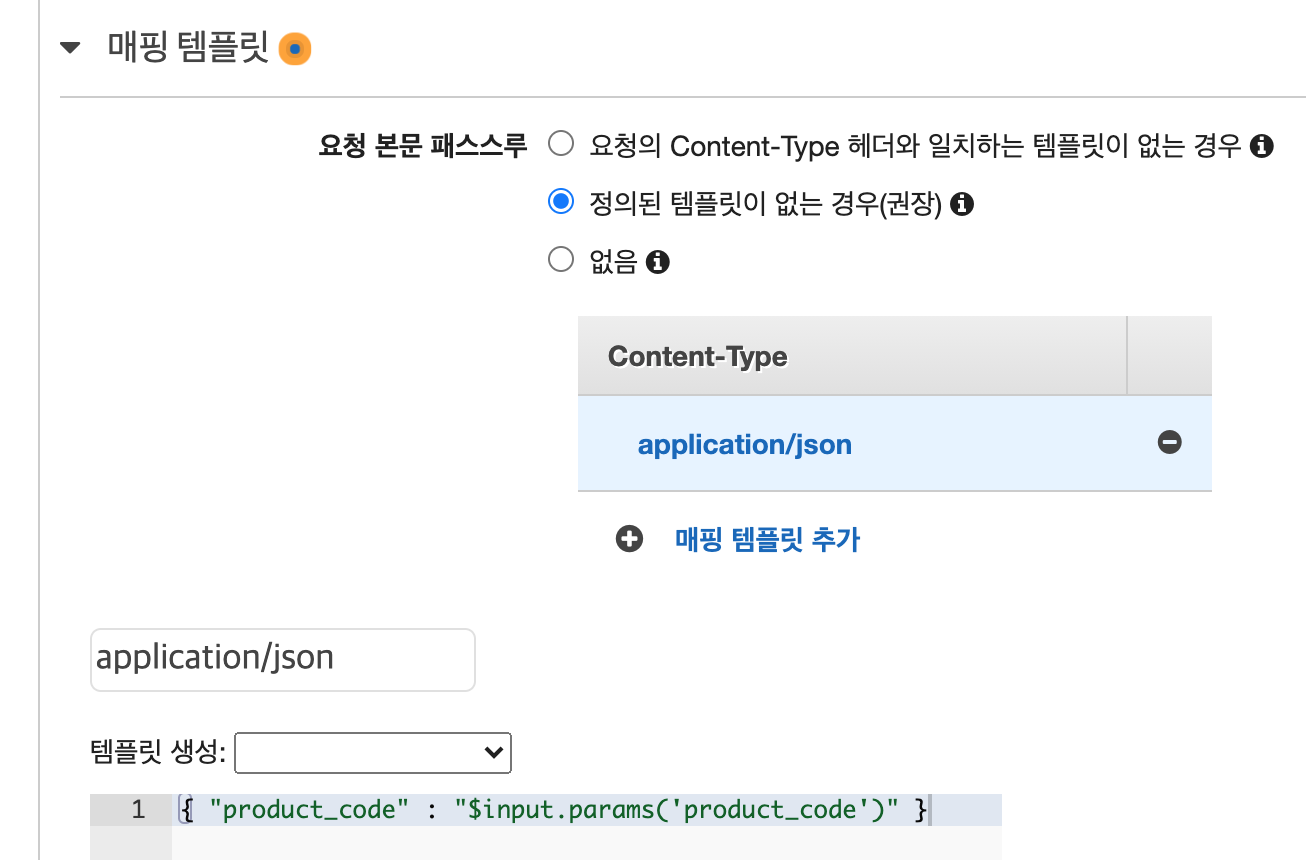 매핑 템플릿
요청 본문 패스스루
요청의 Content-Type 헤더와 일치하는 템플릿이 없는 경우
정의된 템플릿이 없는 경우(권장)
없음
Content-Type
application/json
매핑 템플릿 추가
application/json
템플릿 생성:
1 { "product_code" : "$input.params('product_code')" }